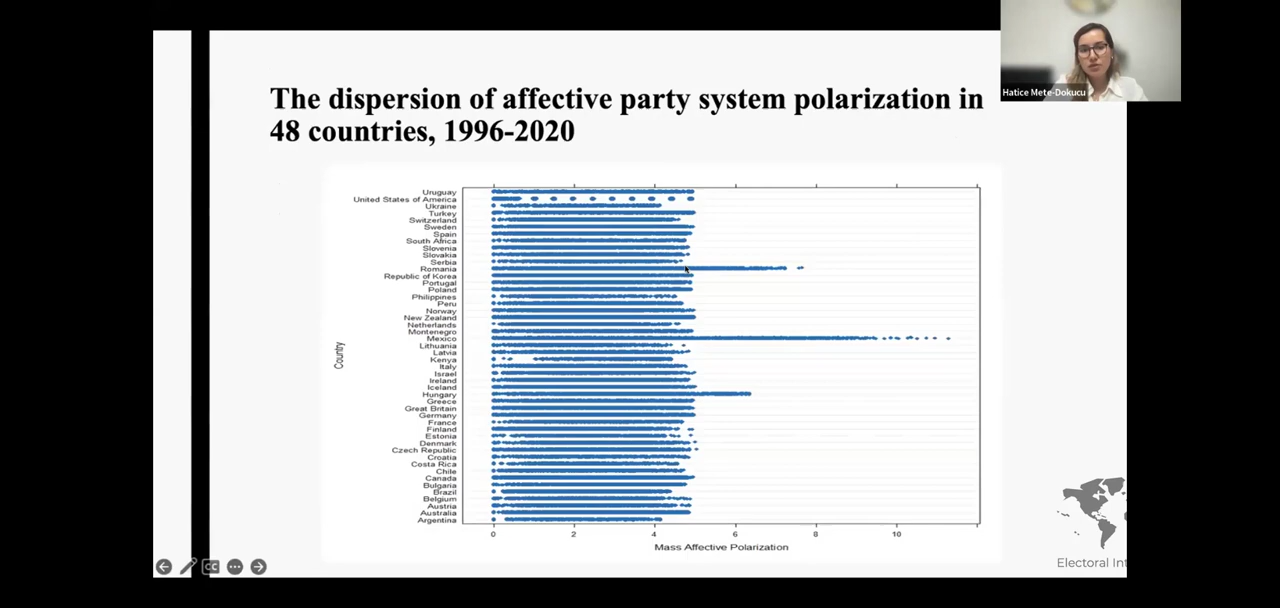 Hatice Mete-Dokucu
The dispersion of affective party system polarization in
48 countries, 1996-2020
Uruguay
United States of America
Ukraine
Turkey
Switzerland
Sweden
Spain
South Africa
Slovenia
Slovakia
Serbia
Romania
Republic of Korea
Portugal
Poland
Philippines
Peru
Norway
New Zealand
Netherlands
Montenegro
Mexico
Lithuania
Latvia
Kenya
Italy
Israel
Ireland
Iceland
Hungary
Greece
Great Britain
Germany
France
Finland
Estonia
Denmark
Czech Republic
Croatia
Costa Rica
Chile
Canada
Bulgaria
Brazil
Belgium
Austria
Australia
Argentina
Country
0 2 4 6 8 10
Mass Affective Polarization
CC
Electoral Int